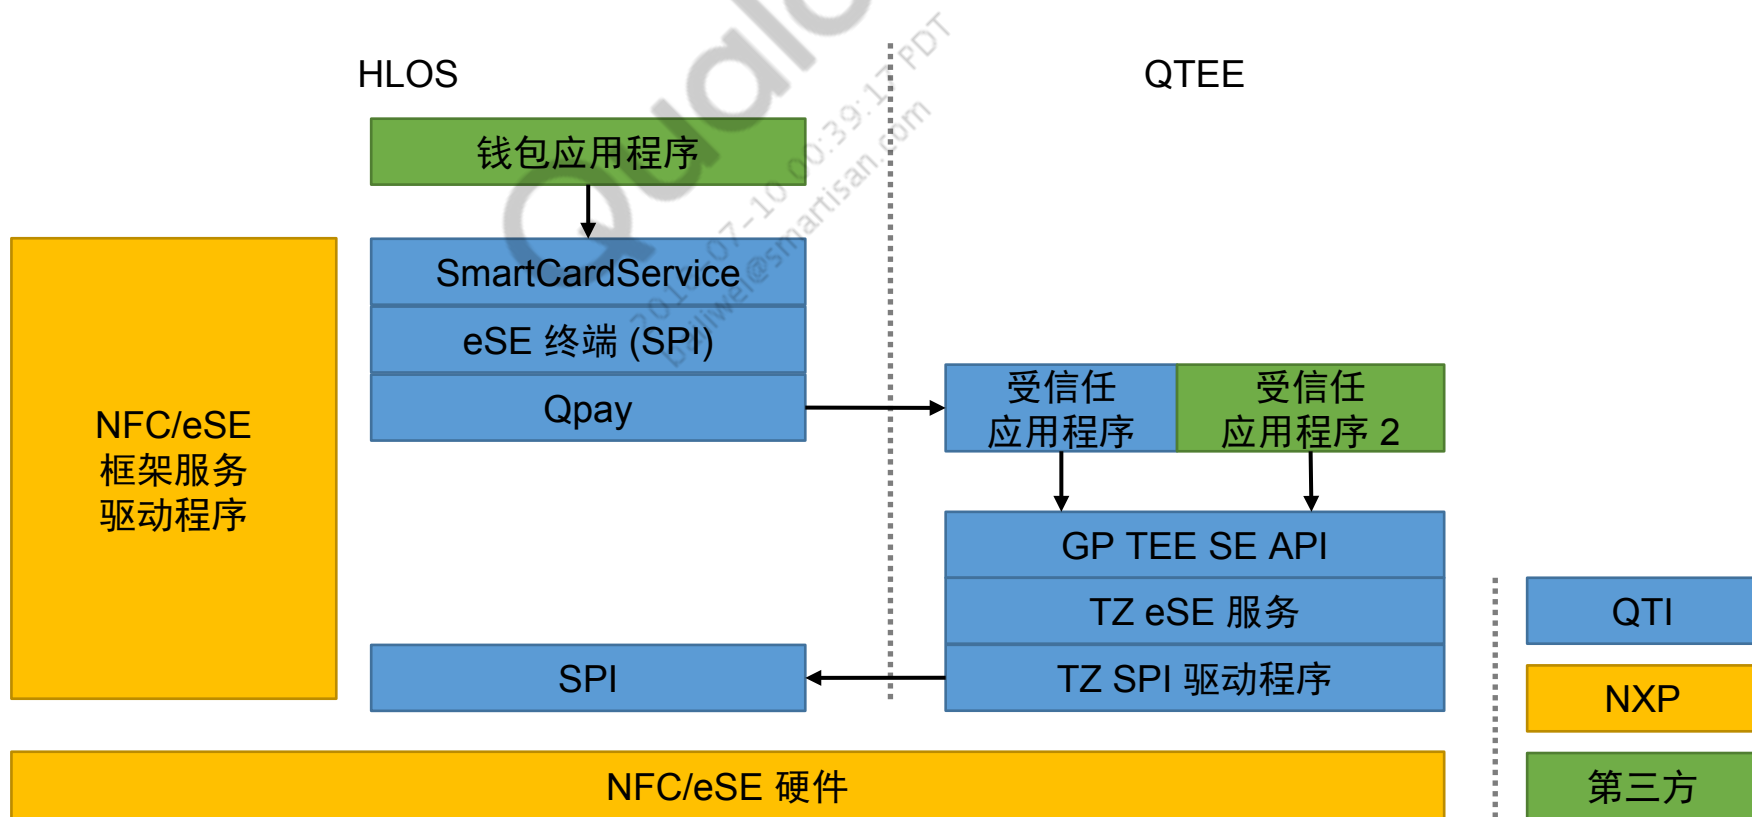 HLOS
QTEE
钱包应用程序
SmartCardService
eSE 终端 (SPI)
Qpay
NFC/eSE
框架服务
驱动程序
受信任
应用程序
受信任
应用程序 2
GP TEE SE API
TZ eSE 服务
TZ SPI 驱动程序
SPI
NFC/eSE 硬件
QTI
NXP
第三方